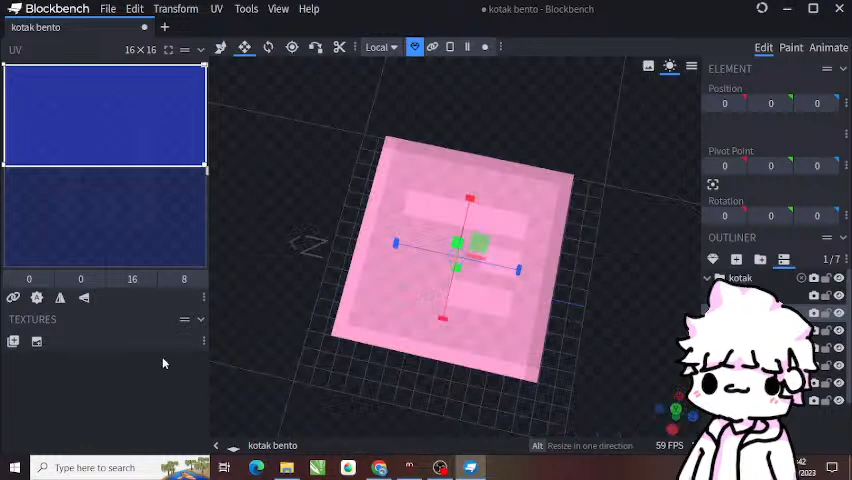 File Edit Transform UV Tools View Help
kotak bento - Blockbench
kotak bento
UV
16 × 16
Local
Edit Paint Animate
ELEMENT
Position
0 0 0
Pivot Point
0 0 0
Rotation
0 0 0
OUTLINER
1/7
kotak
0 0 16 8
TEXTURES
kotak bento
Alt Resize in one direction
59 FPS
Type here to search